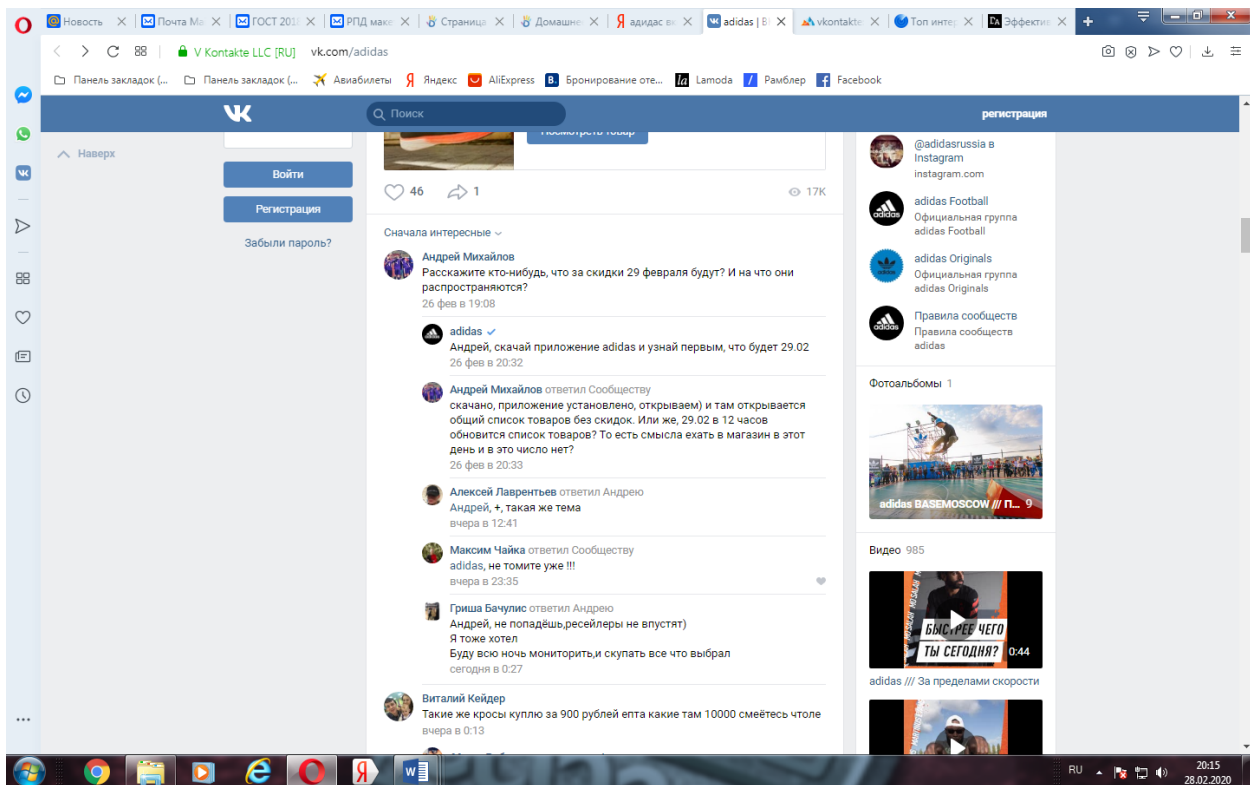 Новость
Почта Ма
ГОСТ 201
РПД маке
Страница
Домашне
адидас вк
adidas | В
vkontakte
Топ интер
Эффектив
V Kontakte LLC [RU] vk.com/adidas
Панель закладок (... Панель закладок (... Авиабилеты Яндекс AliExpress Бронирование оте... Lamoda Рамблер Facebook
Поиск
регистрация
Наверх
Войти
Регистрация
Забыли пароль?
Посмотреть товар
46 1 17K
Сначала интересные
Андрей Михайлов
Расскажите кто-нибудь, что за скидки 29 февраля будут? И на что они
распространяются?
26 фев в 19:08
adidas
Андрей, скачай приложение adidas и узнай первым, что будет 29.02
26 фев в 20:32
Андрей Михайлов ответил Сообществу
скачано, приложение установлено, открываем) и там открывается
общий список товаров без скидок. Или же, 29.02 в 12 часов
обновится список товаров? То есть смысла ехать в магазин в этот
день и в это число нет?
26 фев в 20:33
Алексей Лаврентьев ответил Андрею
Андрей, +, такая же тема
вчера в 12:41
Максим Чайка ответил Сообществу
adidas, не томите уже !!!
вчера в 23:35
Гриша Бачулис ответил Андрею
Андрей, не попадёшь,ресейлеры не впустят)
Я тоже хотел
Буду всю ночь мониторить,и скупать все что выбрал
сегодня в 0:27
Виталий Кейдер
Такие же кросы куплю за 900 рублей епта какие там 10000 смеётесь чтоле
вчера в 0:13
@adidasrussia в
Instagram
instagram.com
adidas Football
Официальная группа
adidas Football
adidas Originals
Официальная группа
adidas Originals
Правила сообществ
Правила сообществ
adidas
Фотоальбомы 1
adidas BASEMOSCOW /// П... 9
Видео 985
БЫСТРЕЕ ЧЕГО
ТЫ СЕГОДНЯ?
0:44
adidas /// За пределами скорости
RU
20:15
28.02.2020